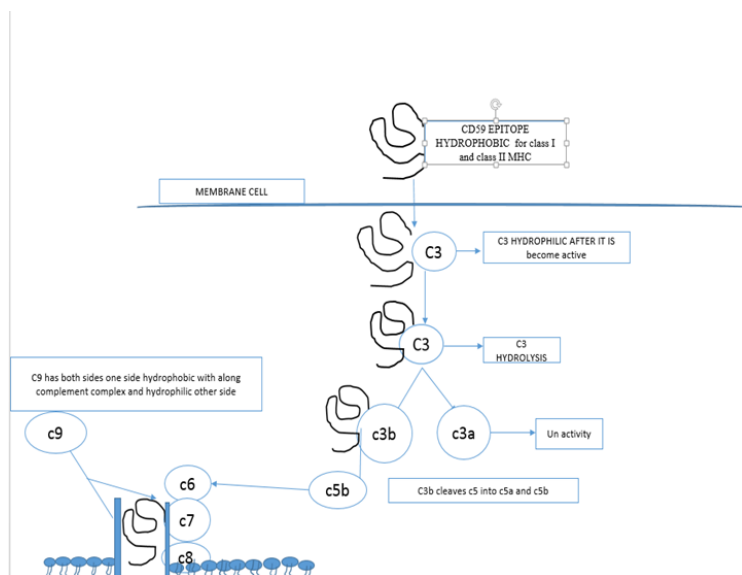 CD59 EPITOPE
HYDROPHOBIC for class I
and class II MHC
MEMBRANE CELL
C3
C3 HYDROPHILIC AFTER IT IS
become active
C3
C3
HYDROLYSIS
C9 has both sides one side hydrophobic with along
complement complex and hydrophilic other side
c9
c3b
c3a
Un activity
c6
c5b
C3b cleaves c5 into c5a and c5b
c7
c8